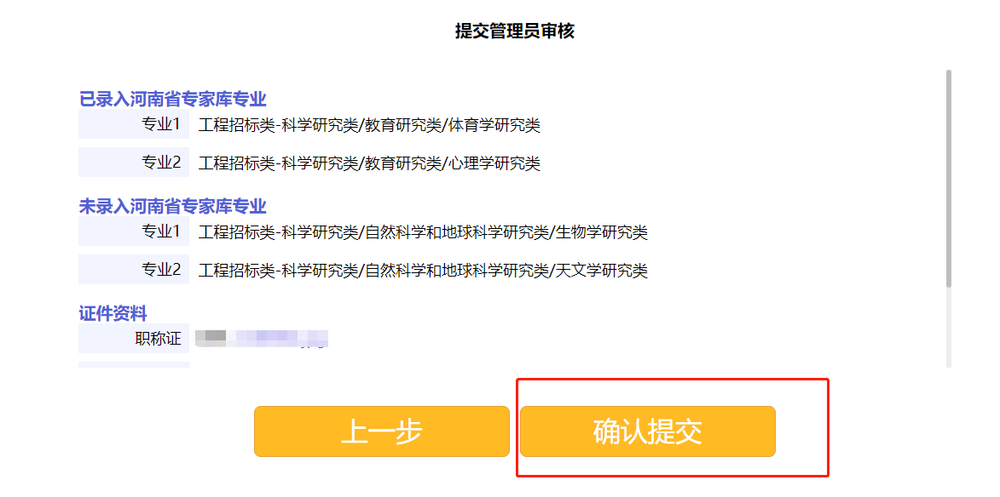 提交管理员审核
已录入河南省专家库专业
专业1 工程招标类-科学研究类/教育研究类/体育学研究类
专业2 工程招标类-科学研究类/教育研究类/心理学研究类
未录入河南省专家库专业
专业1 工程招标类-科学研究类/自然科学和地球科学研究类/生物学研究类
专业2 工程招标类-科学研究类/自然科学和地球科学研究类/天文学研究类
证件资料
职称证
上一步 确认提交